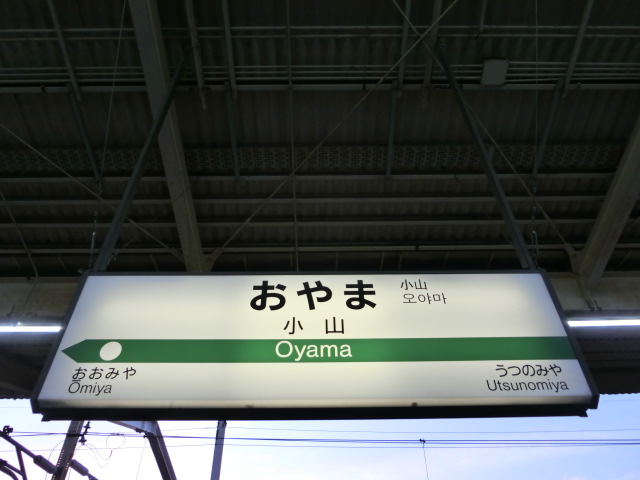 おやま
小山
오야마
小山
Oyama
おおみや
Ōmiya
うつのみや
Utsunomiya